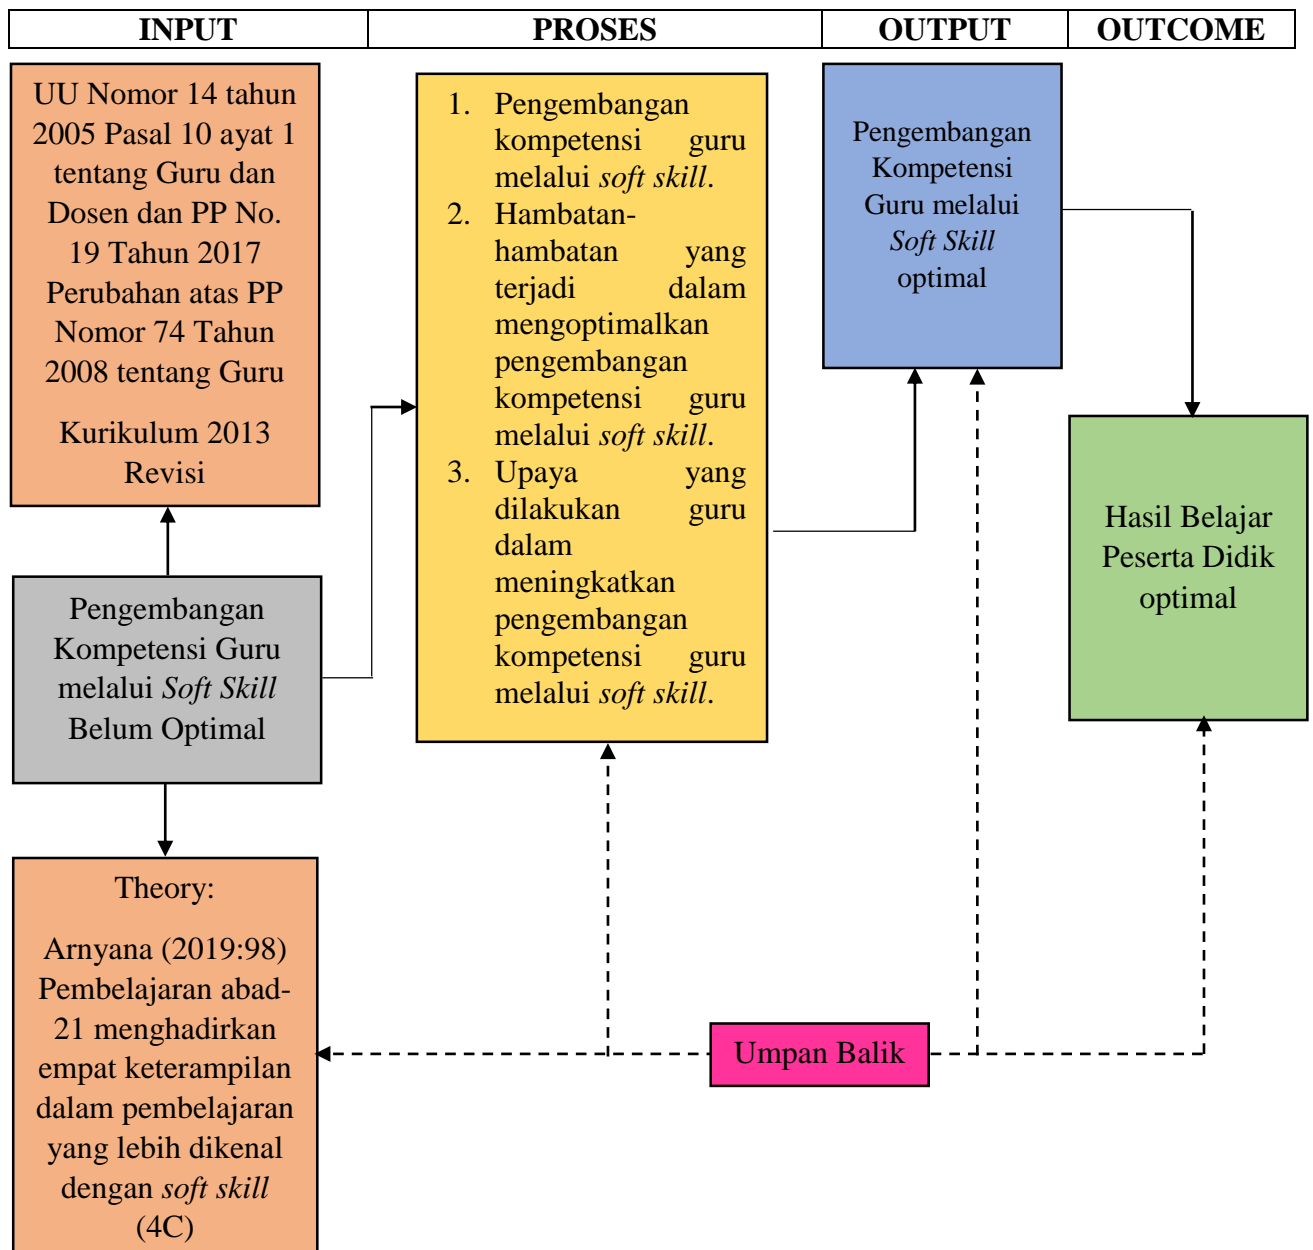 INPUT PROSES OUTPUT OUTCOME
UU Nomor 14 tahun
2005 Pasal 10 ayat 1
tentang Guru dan
Dosen dan PP No.
19 Tahun 2017
Perubahan atas PP
Nomor 74 Tahun
2008 tentang Guru
Kurikulum 2013
Revisi
Pengembangan
Kompetensi Guru
melalui Soft Skill
Belum Optimal
Theory:
Arnyana (2019:98)
Pembelajaran abad-
21 menghadirkan
empat keterampilan
dalam pembelajaran
yang lebih dikenal
dengan soft skill
(4C)
1. Pengembangan
kompetensi guru
melalui soft skill.
2. Hambatan-
hambatan yang
terjadi dalam
mengoptimalkan
pengembangan
kompetensi guru
melalui soft skill.
3. Upaya yang
dilakukan guru
dalam
meningkatkan
pengembangan
kompetensi guru
melalui soft skill.
Pengembangan
Kompetensi
Guru melalui
Soft Skill
optimal
Hasil Belajar
Peserta Didik
optimal
Umpan Balik